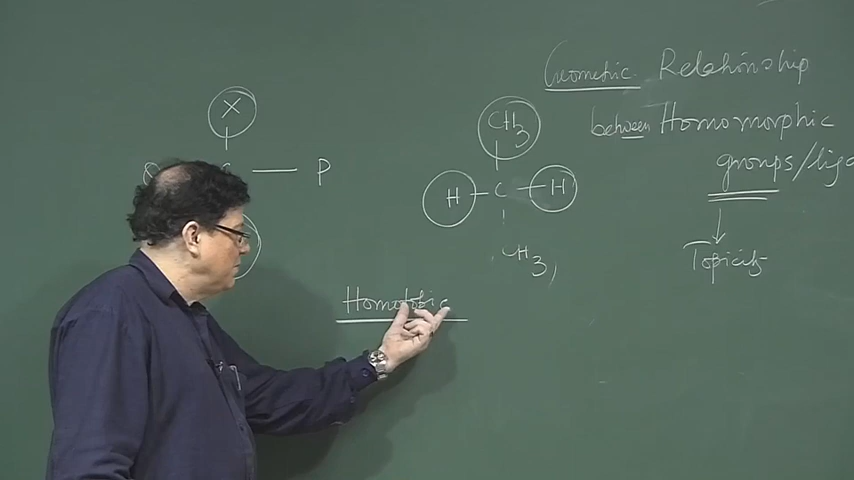 Geometric Relationship
between Homomorphic
groups/liga
Topicity
X
P
CH3
H - C - H
CH3,
Homotopic